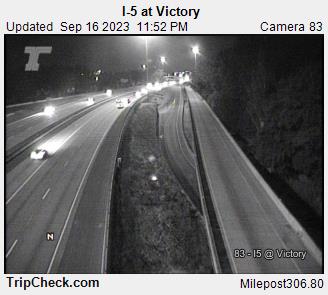 I-5 at Victory
Updated Sep 16 2023 11:52 PM Camera 83
T
N
83 - I5 @ Victory
TripCheck.com Milepost306.80